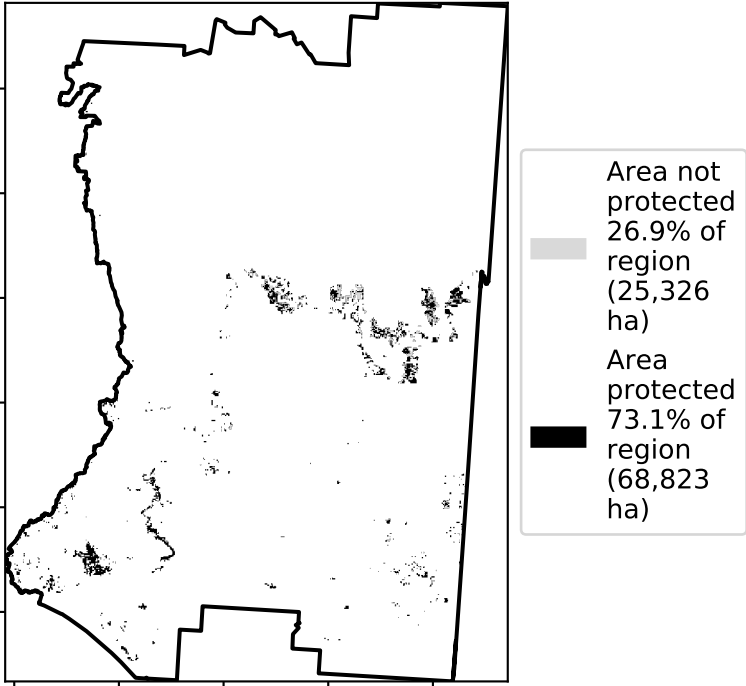 Area not
protected
26.9% of
region
(25,326
ha)
Area
protected
73.1% of
region
(68,823
ha)